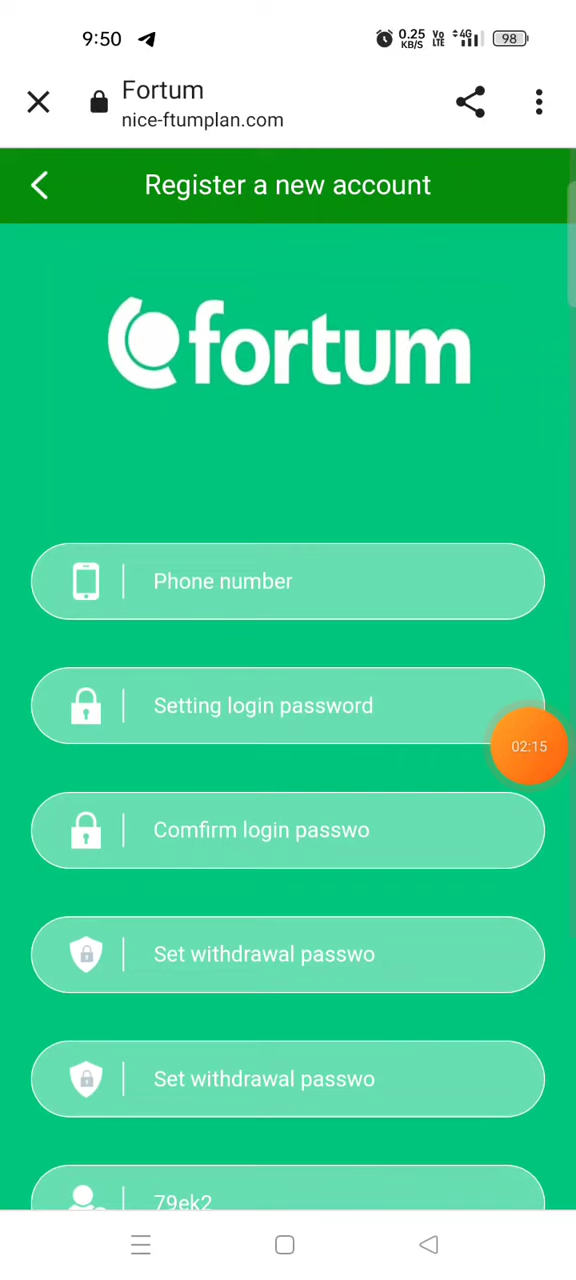 9:50
0.25
KB/S
Vo
LTE
4G
98
Fortum
nice-ftumplan.com
Register a new account
fortum
Phone number
Setting login password
02:15
Comfirm login passwo
Set withdrawal passwo
Set withdrawal passwo
79ek2